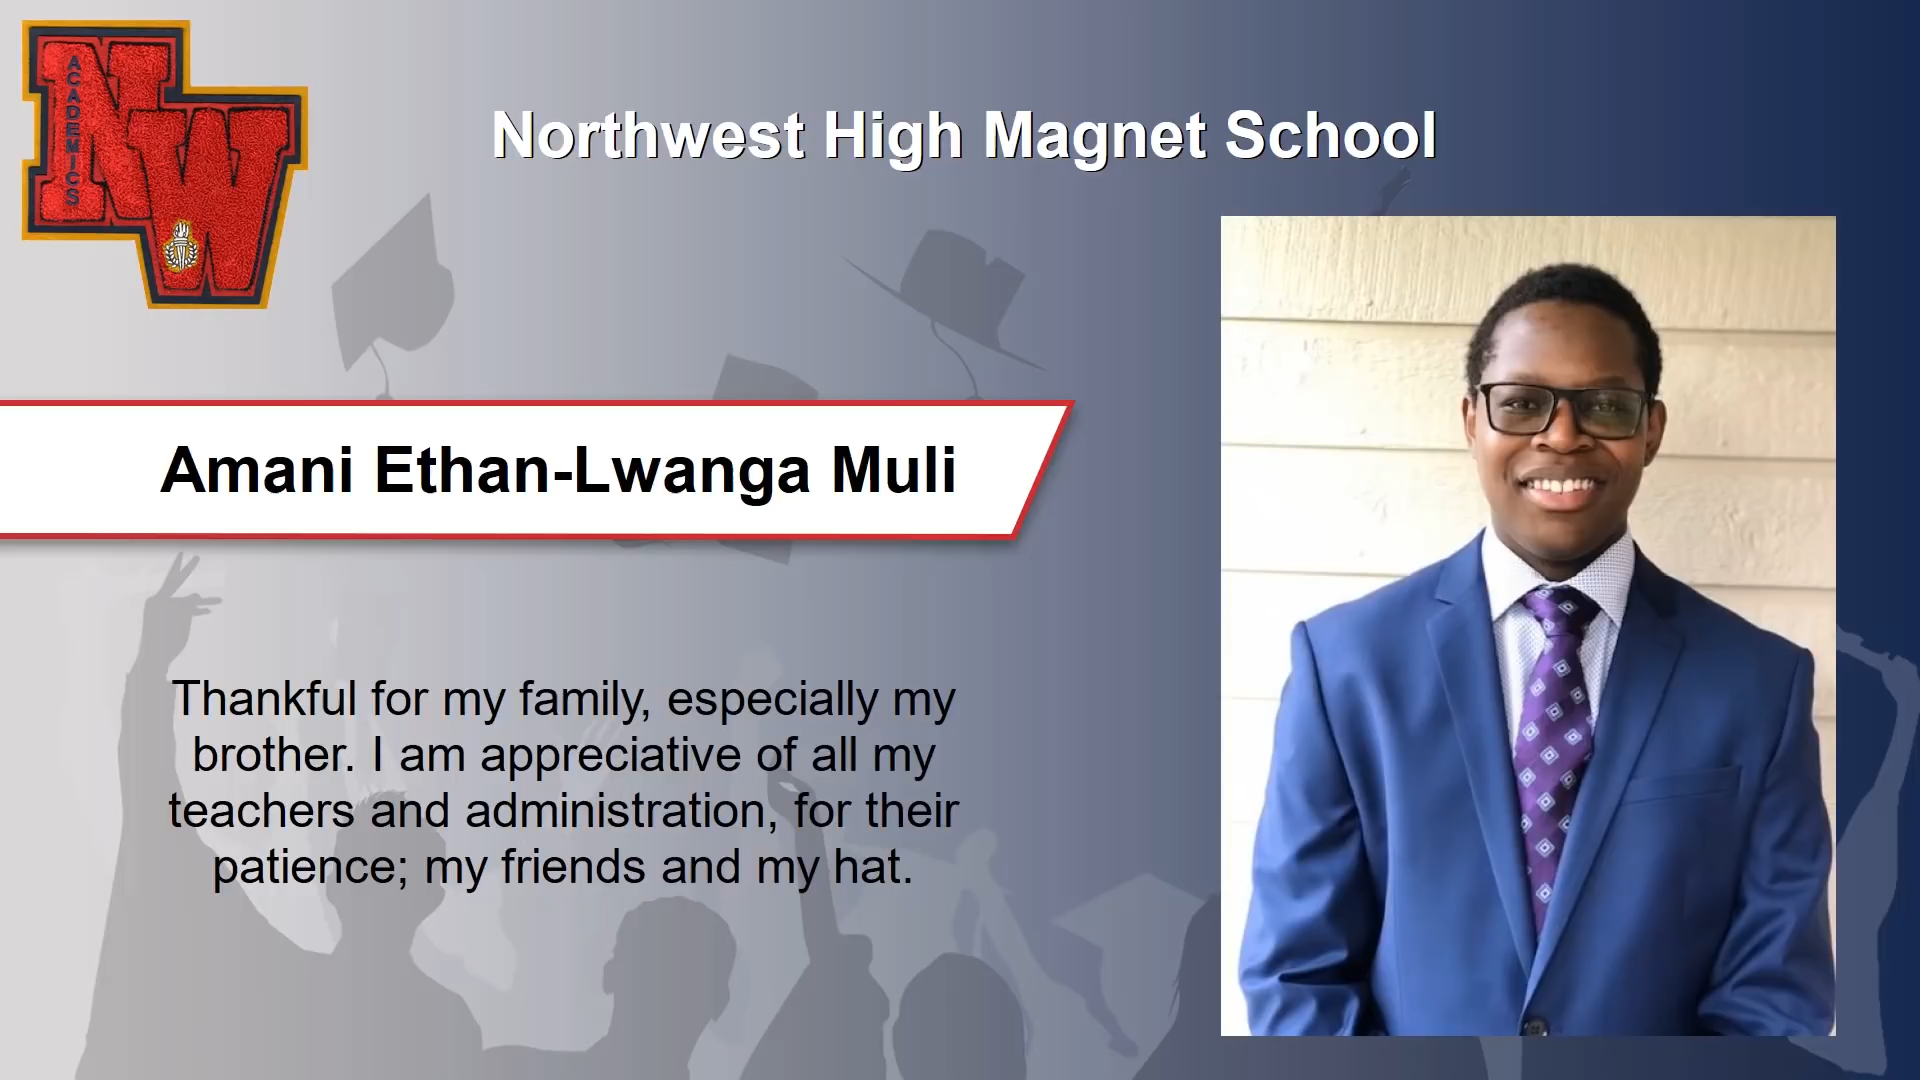 ACADEMICS
NW
Northwest High Magnet School
Amani Ethan-Lwanga Muli
Thankful for my family, especially my
brother. I am appreciative of all my
teachers and administration, for their
patience; my friends and my hat.